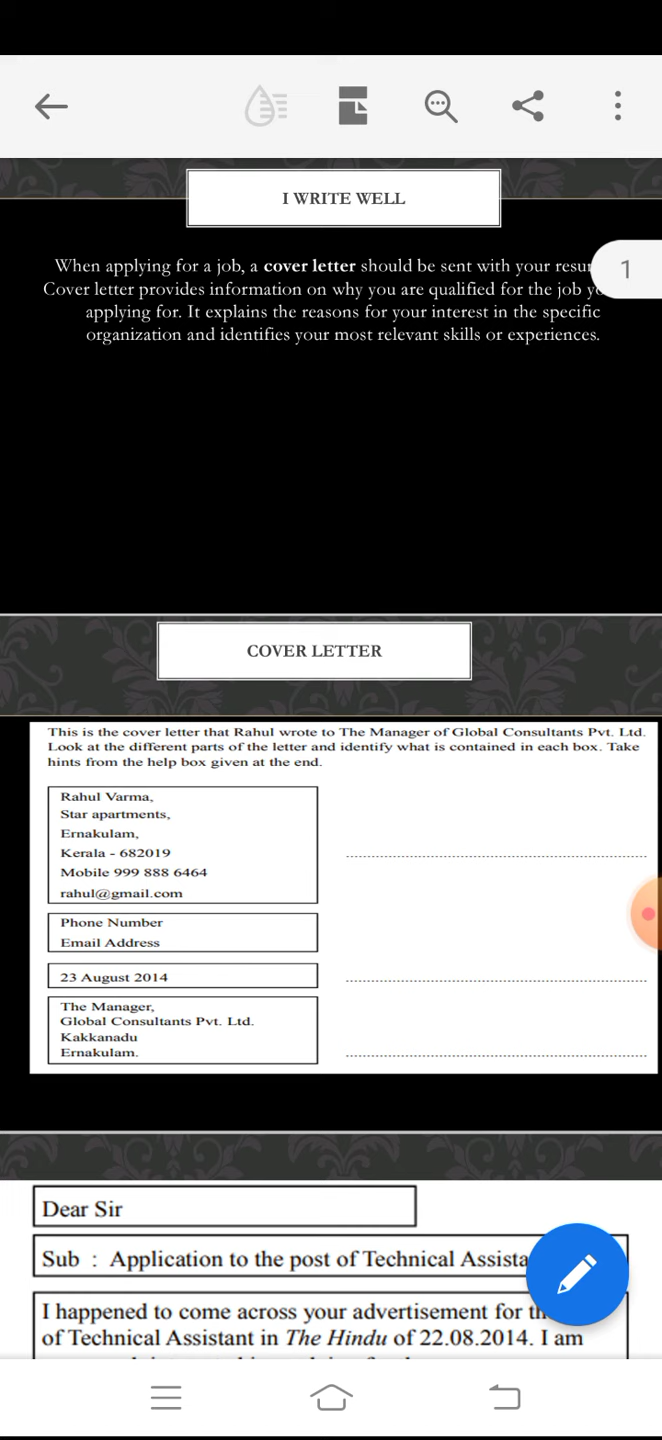 I WRITE WELL
1
When applying for a job, a cover letter should be sent with your
Cover letter provides information on why you are qualified for the job
applying for. It explains the reasons for your interest in the specific
organization and identifies your most relevant skills or experiences.
COVER LETTER
This is the cover letter that Rahul wrote to The Manager of Global Consultants Pvt. Ltd.
Look at the different parts of the letter and identify what is contained in each box. Take
hints from the help box given at the end.
Rahul Varma,
Star apartments,
Ernakulam,
Kerala - 682019
Mobile 999 888 6464
rahul@gmail.com
Phone Number
Email Address
23 August 2014
The Manager,
Global Consultants Pvt. Ltd.
Kakkanadu
Ernakulam.
Dear Sir
Sub : Application to the post of Technical
I happened to come across your advertisement for
of Technical Assistant in The Hindu of 22.08.2014. I am